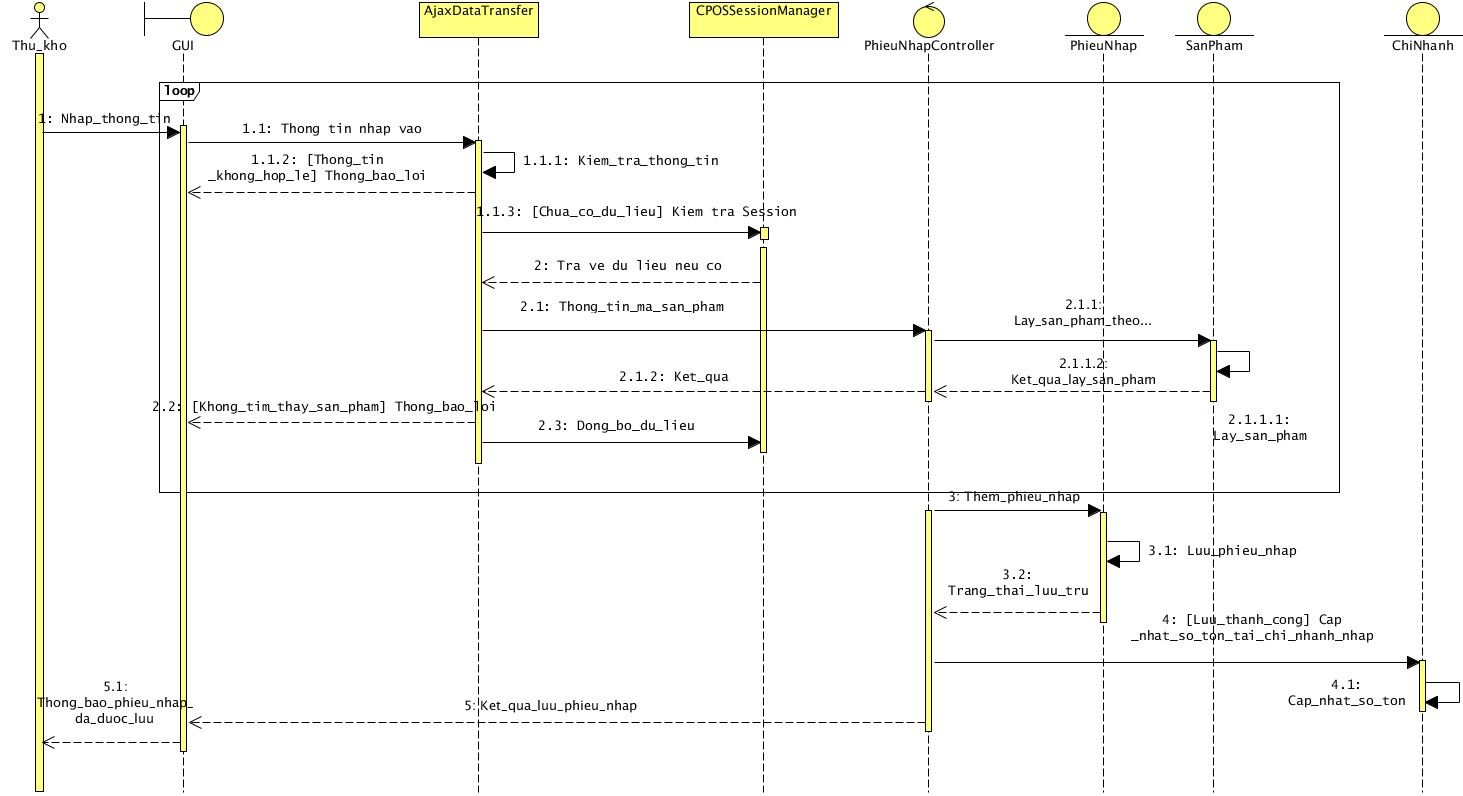 AjaxDataTransfer
CPOSSessionManager
Thu_kho
GUI
PhieuNhapController
PhieuNhap
SanPham
ChiNhanh
loop
1: Nhap_thong_tin
1.1: Thong tin nhap vao
1.1.1: Kiem_tra_thong_tin
1.1.2: [Thong_tin
_khong_hop_le] Thong_bao_loi
1.1.3: [Chua_co_du_lieu] Kiem tra Session
2: Tra ve du lieu neu co
2.1: Thong_tin_ma_san_pham
2.1.1:
Lay_san_pham_theo...
2.1.1.2:
Ket_qua_lay_san_pham
2.1.2: Ket_qua
2.2: [Khong_tim_thay_san_pham] Thong_bao_loi
2.1.1.1:
Lay_san_pham
2.3: Dong_bo_du_lieu
3: Them_phieu_nhap
3.1: Luu_phieu_nhap
3.2:
Trang_thai_luu_tru
4: [Luu_thanh_cong] Cap
_nhat_so_ton_tai_chi_nhanh_nhap
4.1:
Cap_nhat_so_ton
5: Ket_qua_luu_phieu_nhap
5.1:
Thong_bao_phieu_nhap_
da_duoc_luu